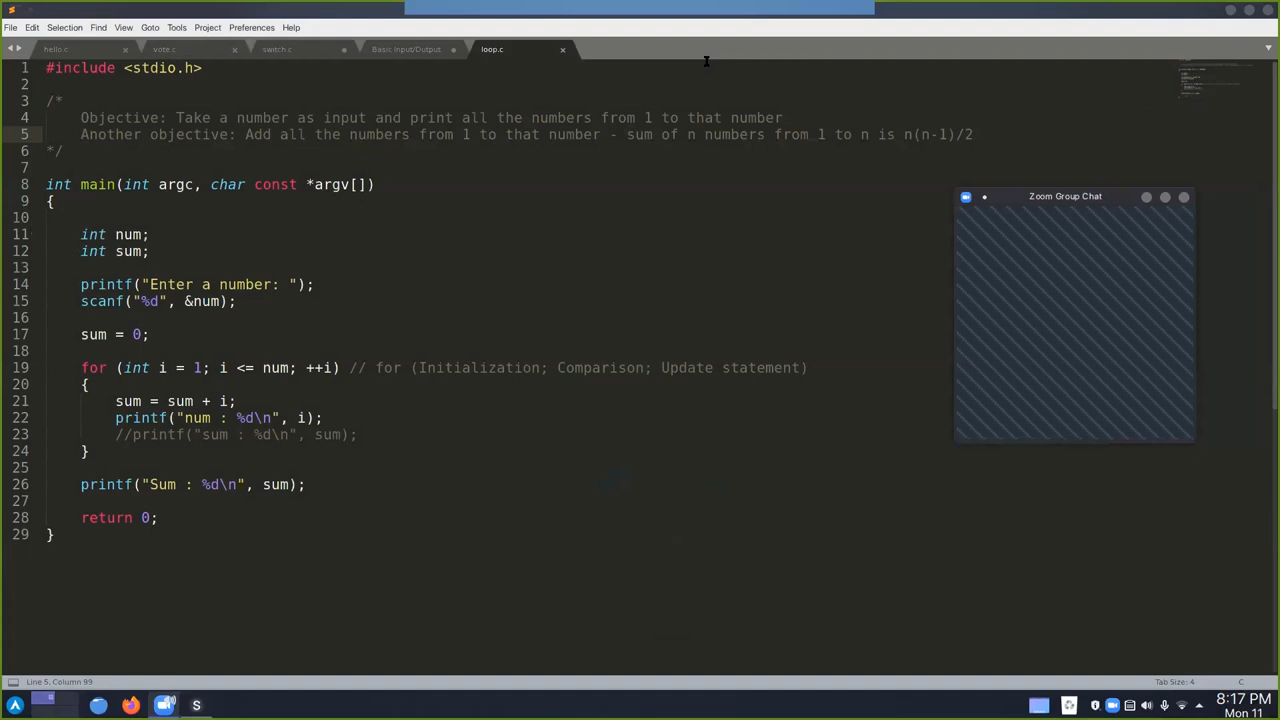 File Edit Selection Find View Goto Tools Project Preferences Help
hello.c vote.c switch.c Basic Input/Output loop.c
1 #include <stdio.h>
2
3 /*
4     Objective: Take a number as input and print all the numbers from 1 to that number
5     Another objective: Add all the numbers from 1 to that number - sum of n numbers from 1 to n is n(n-1)/2
6 */
7
8 int main(int argc, char const *argv[])
9 {
10
11     int num;
12     int sum;
13
14     printf("Enter a number: ");
15     scanf("%d", &num);
16
17     sum = 0;
18
19     for (int i = 1; i <= num; ++i) // for (Initialization; Comparison; Update statement)
20     {
21         sum = sum + i;
22         printf("num : %d\n", i);
23         //printf("sum : %d\n", sum);
24     }
25
26     printf("Sum : %d\n", sum);
27
28     return 0;
29 }
Zoom Group Chat
Line 5, Column 99 Tab Size: 4 C
S
8:17 PM
Mon 11